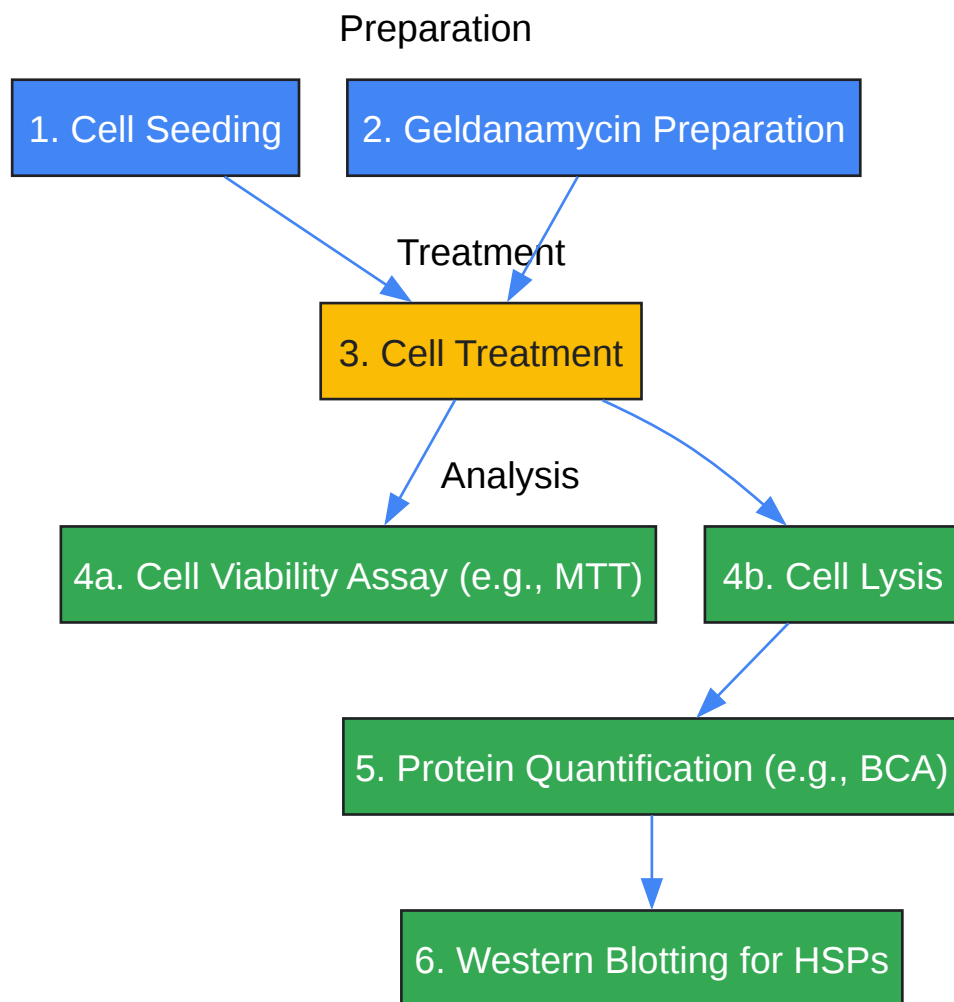 Preparation
1. Cell Seeding
2. Geldanamycin Preparation
Treatment
3. Cell Treatment
Analysis
4a. Cell Viability Assay (e.g., MTT)
4b. Cell Lysis
5. Protein Quantification (e.g., BCA)
6. Western Blotting for HSPs